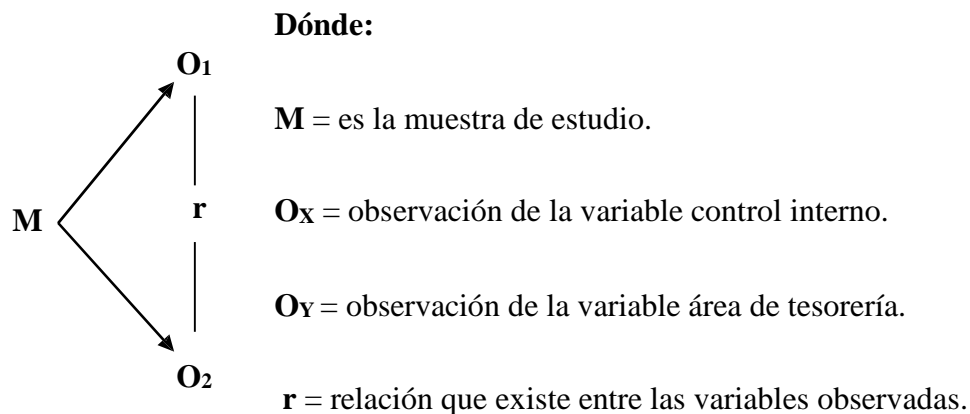 Dónde:
O1
M = es la muestra de estudio.
M
r
OX = observación de la variable control interno.
OY = observación de la variable área de tesorería.
O2
r = relación que existe entre las variables observadas.